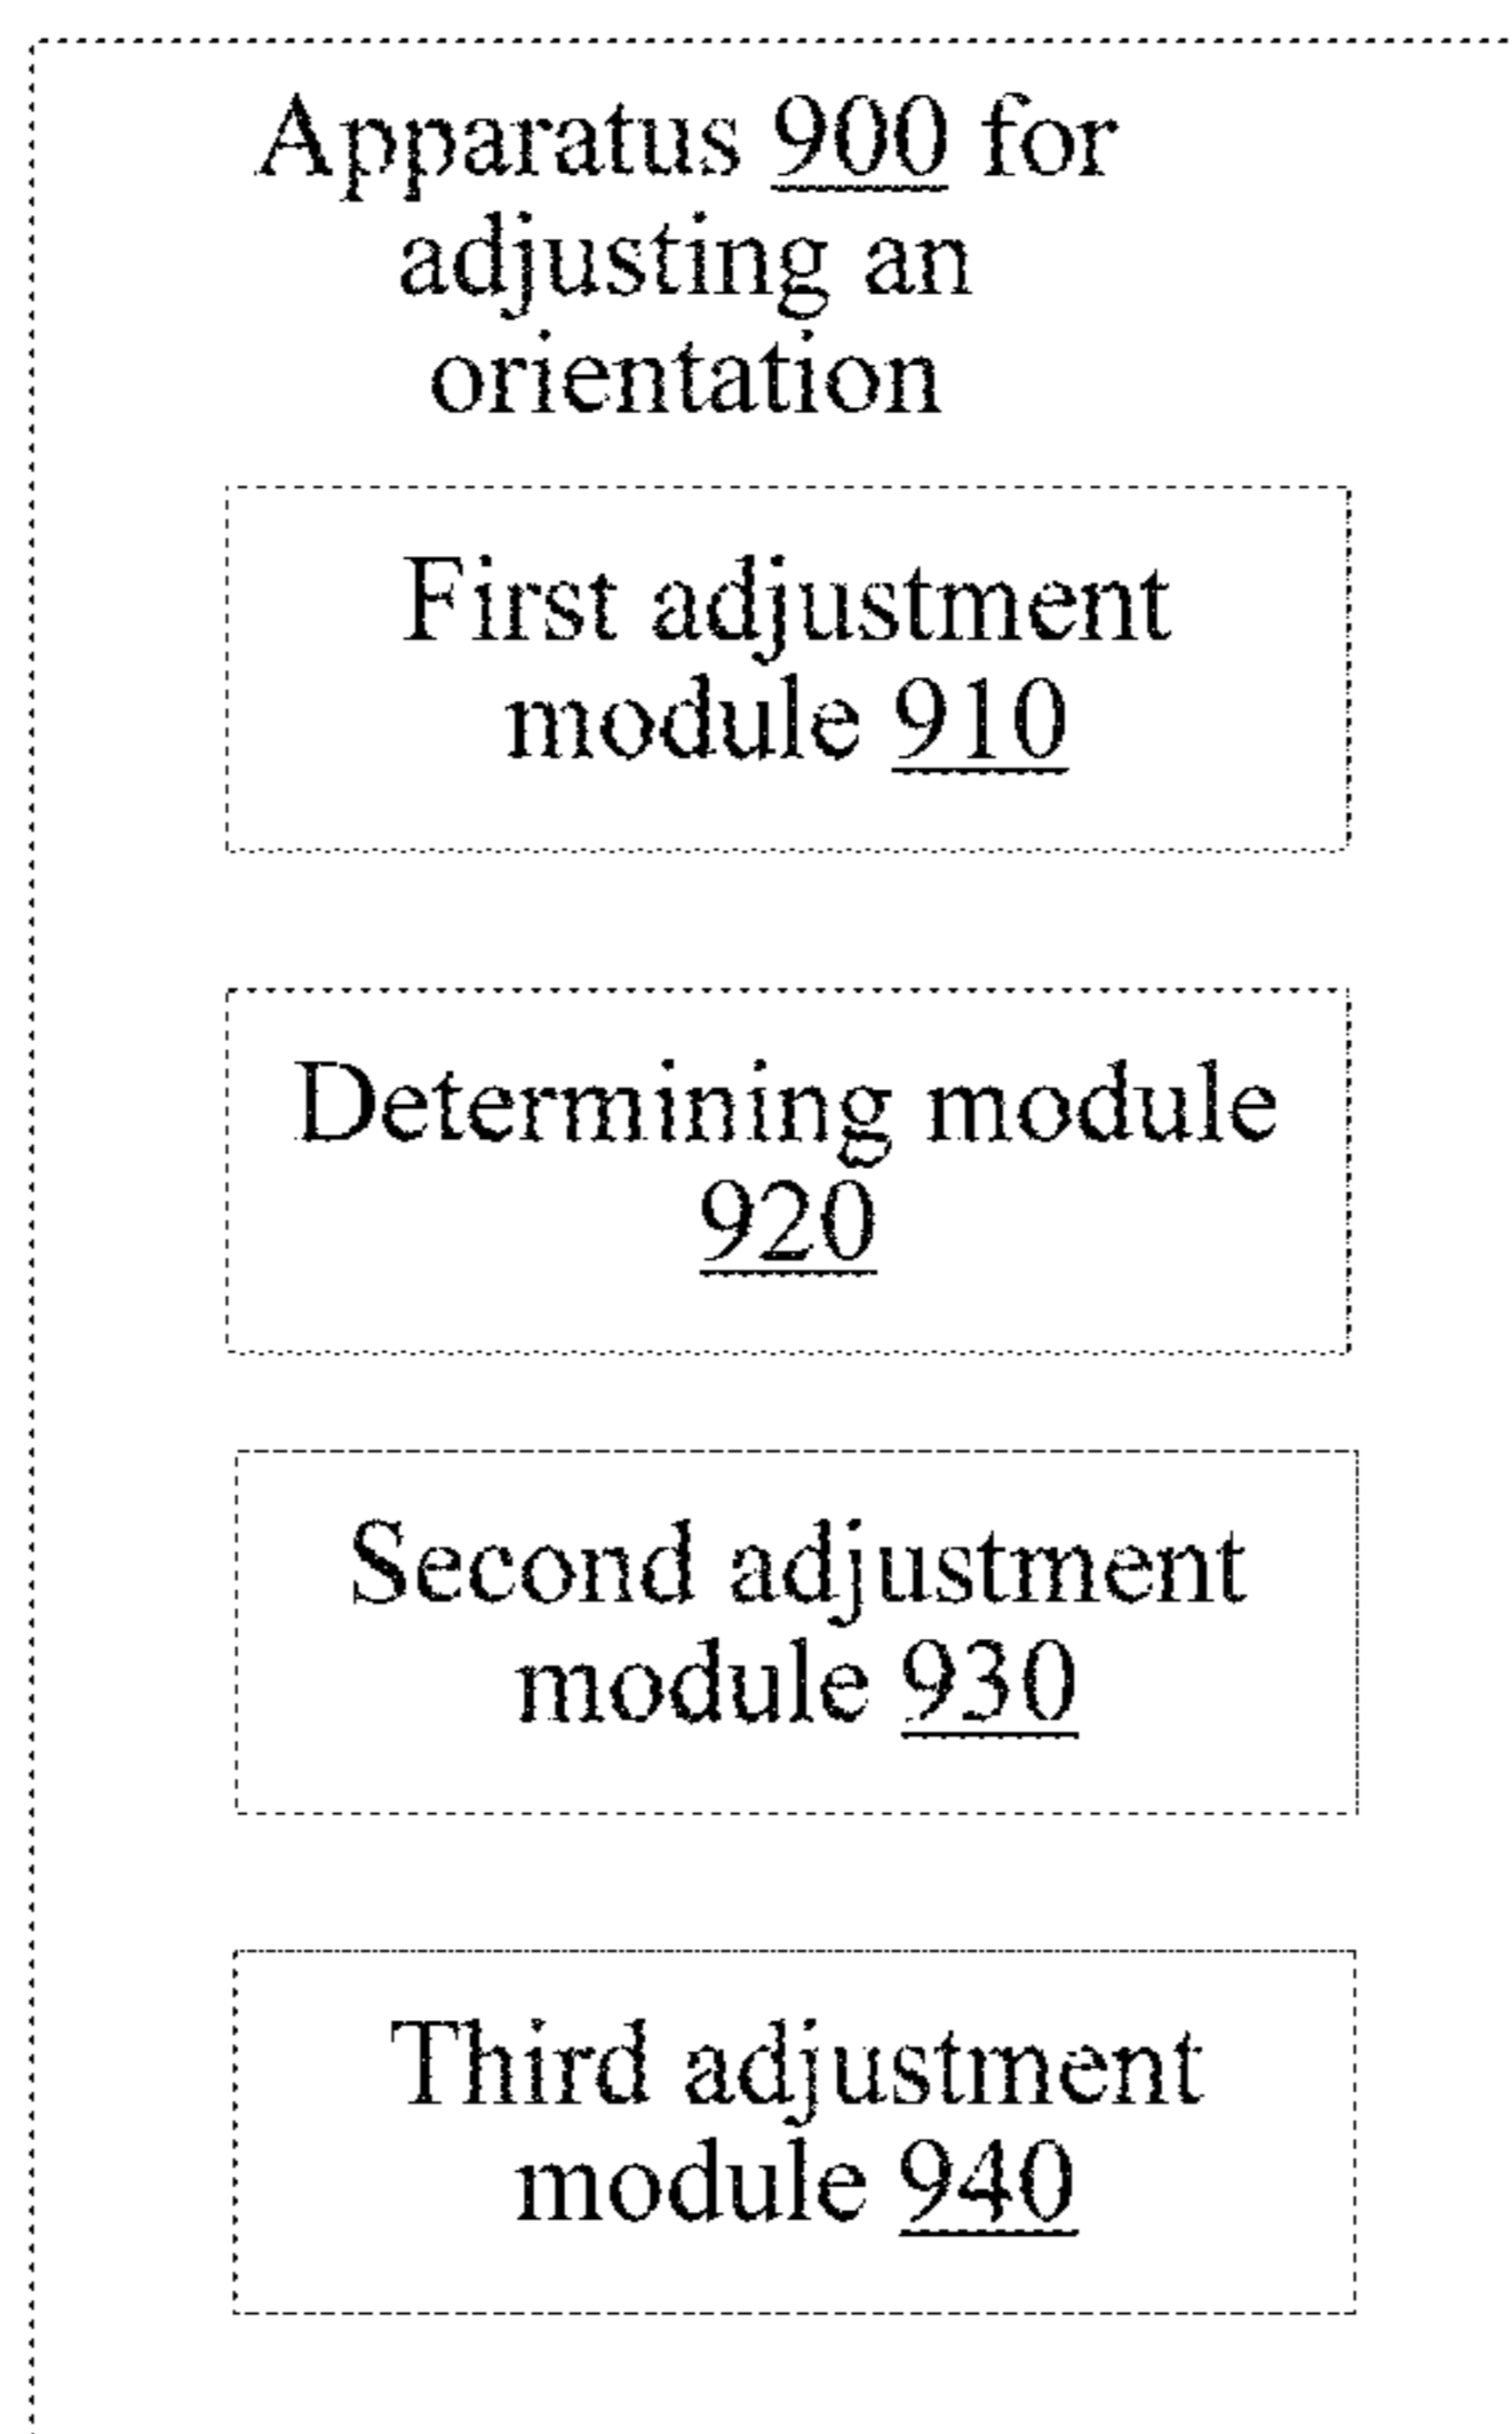 Apparatus 900 for
adjusting an
orientation
First adjustment
module 910
Determining module
920
Second adjustment
module 930
Third adjustment
module 940